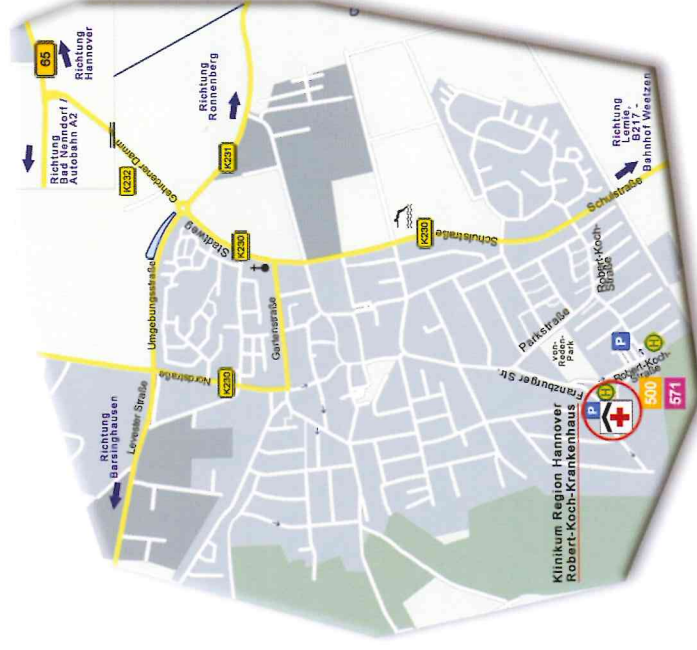 65
Richtung
Hannover
Richtung
Bad Nenndorf /
Autobahn A2
K232
Gehrdener Damm
Richtung
Ronnenberg
K231
Umgehungsstraße
Stadtweg
K230
Gartenstraße
Nordstraße
K230
Levester Straße
Richtung
Barsinghausen
K230
Schulstraße
Schulstraße
Richtung
Lemie,
B217 -
Bahnhof Weetzen
Robert-Koch-
Straße
Parkstraße
von-
Reden-
Park
Franzburger Str.
P
H
Robert-Koch-
Straße
P
H
500
571
Klinikum Region Hannover
Robert-Koch-Krankenhaus